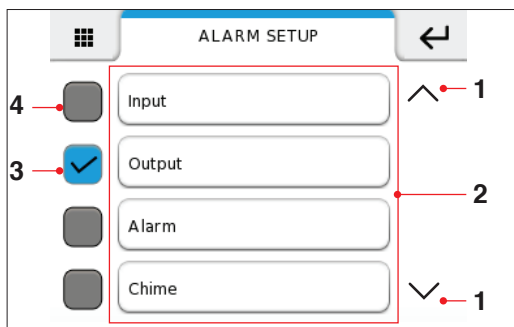 ALARM SETUP
4 Input 1
3 Output
2
Alarm
Chime 1